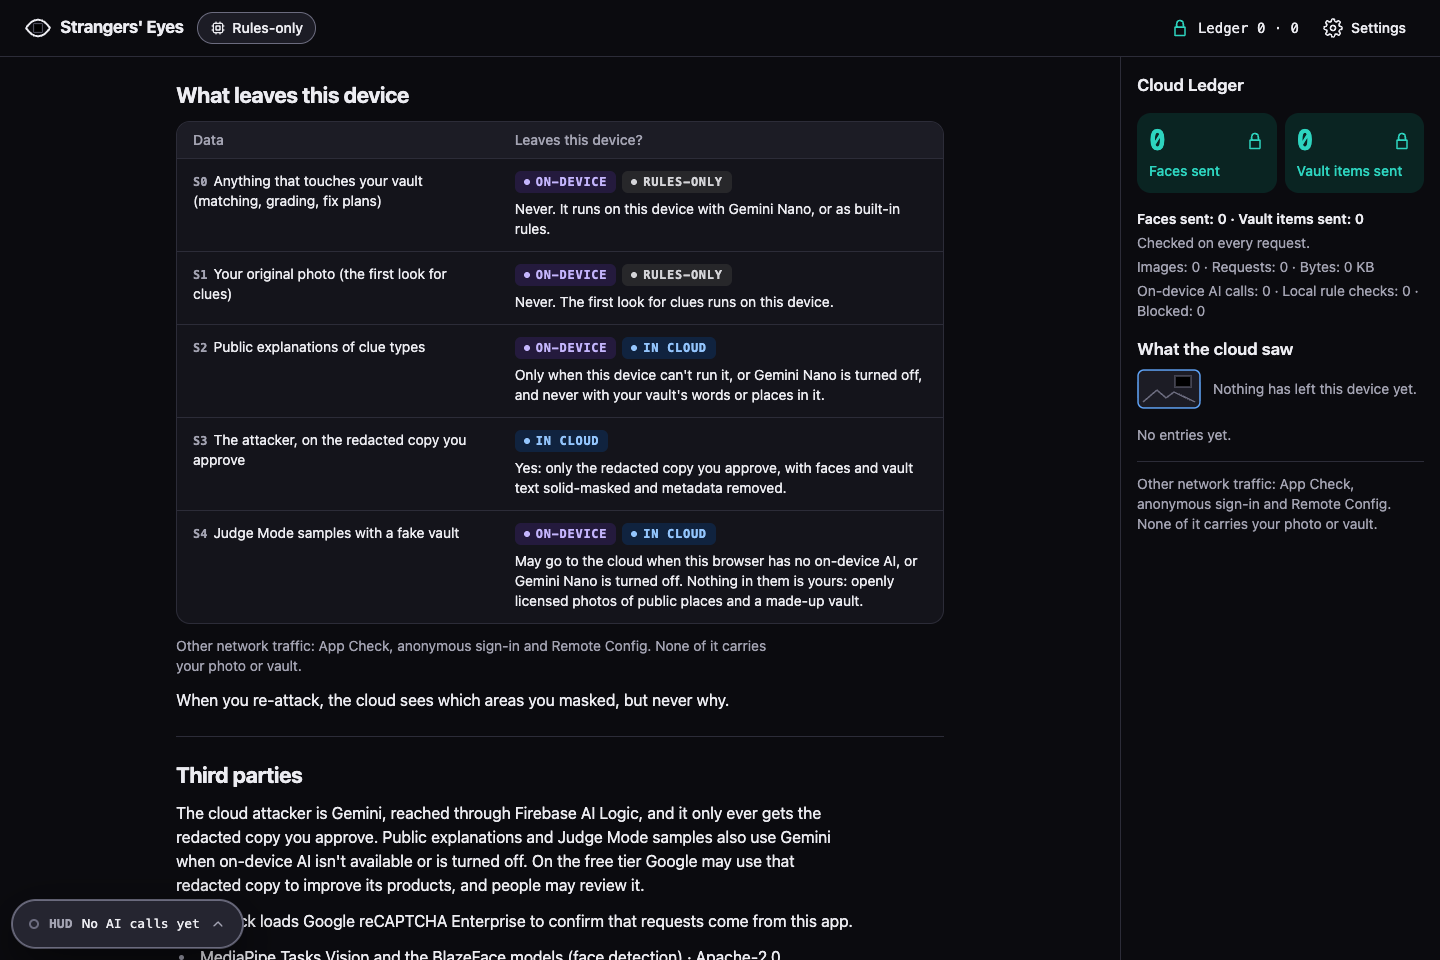 Strangers' Eyes
Rules-only
Ledger 0 · 0
Settings
What leaves this device
Data
Leaves this device?
S0 Anything that touches your vault
(matching, grading, fix plans)
ON-DEVICE
RULES-ONLY
Never. It runs on this device with Gemini Nano, or as built-in
rules.
S1 Your original photo (the first look for
clues)
ON-DEVICE
RULES-ONLY
Never. The first look for clues runs on this device.
S2 Public explanations of clue types
ON-DEVICE
IN CLOUD
Only when this device can't run it, or Gemini Nano is turned off,
and never with your vault's words or places in it.
S3 The attacker, on the redacted copy you
approve
IN CLOUD
Yes: only the redacted copy you approve, with faces and vault
text solid-masked and metadata removed.
S4 Judge Mode samples with a fake vault
ON-DEVICE
IN CLOUD
May go to the cloud when this browser has no on-device AI, or
Gemini Nano is turned off. Nothing in them is yours: openly
licensed photos of public places and a made-up vault.
Other network traffic: App Check, anonymous sign-in and Remote Config. None of it carries
your photo or vault.
When you re-attack, the cloud sees which areas you masked, but never why.
Third parties
The cloud attacker is Gemini, reached through Firebase AI Logic, and it only ever gets the
redacted copy you approve. Public explanations and Judge Mode samples also use Gemini
when on-device AI isn't available or is turned off. On the free tier Google may use that
redacted copy to improve its products, and people may review it.
loads Google reCAPTCHA Enterprise to confirm that requests come from this app.
MediaPipe Tasks Vision and the BlazeFace models (face detection) · Apache-2.0
HUD No AI calls yet
Cloud Ledger
0
Faces sent
0
Vault items sent
Faces sent: 0 · Vault items sent: 0
Checked on every request.
Images: 0 · Requests: 0 · Bytes: 0 KB
On-device AI calls: 0 · Local rule checks: 0 ·
Blocked: 0
What the cloud saw
Nothing has left this device yet.
No entries yet.
Other network traffic: App Check,
anonymous sign-in and Remote Config.
None of it carries your photo or vault.